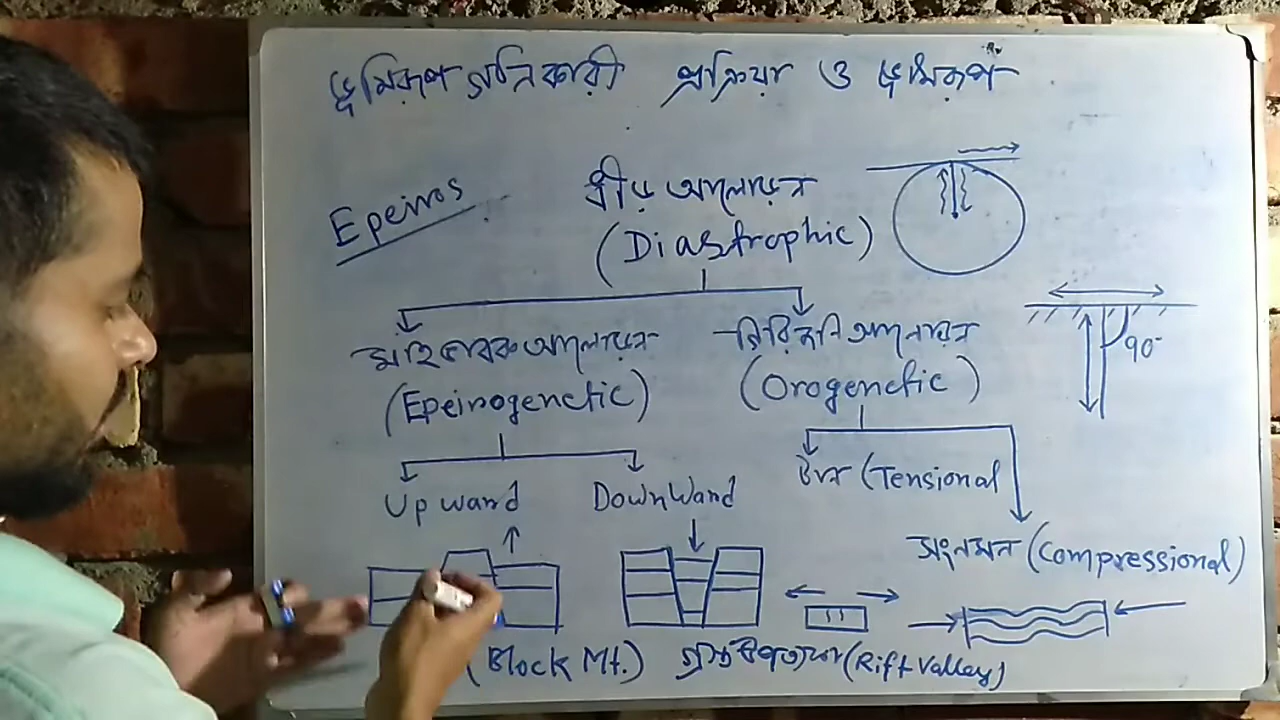 ভূমিরূপ গঠনকারী প্রক্রিয়া ও ভূমিরূপ
Epeiros
ধীর আলোড়ন
(Diastrophic)
মহিভাবক আলোড়ন
গিরিজনি আলোড়ন
(Epeirogenetic)
(Orogenetic)
90°
Upward
Downward
টান (Tensional
সংনমন (Compressional)
(Block Mt.)
গ্রস্ত উপত্যকা (Rift Valley)